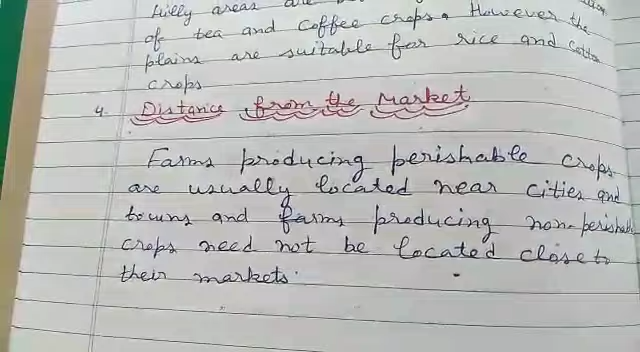 hilly areas are
of tea and coffee crops. However the
plains are suitable for rice and cotton
crops
4. Distance from the Market
Farms producing perishable crops
are usually located near cities and
towns and farms producing non-perishable
crops need not be located close to
their markets.